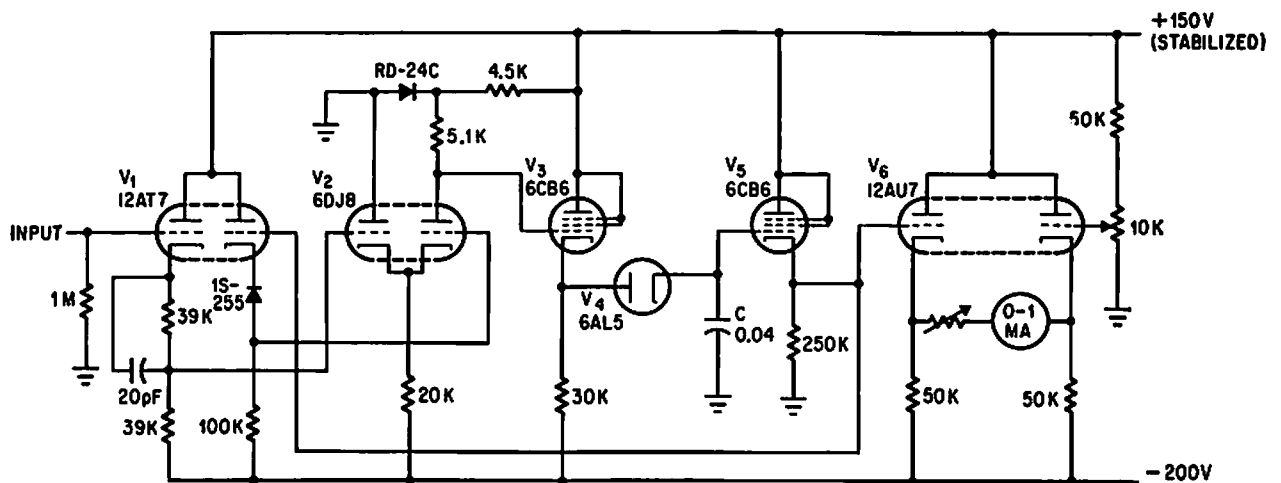 +150V
(STABILIZED)
RD-24C
4.5K
50K
5.1K
V1
12AT7
V2
6DJ8
V3
6CB6
V5
6CB6
V6
12AU7
INPUT
10K
1M
1S-
255
39K
V4
6AL5
C
0.04
0-1
MA
250K
20pF
39K
100K
20K
30K
50K
50K
-200V